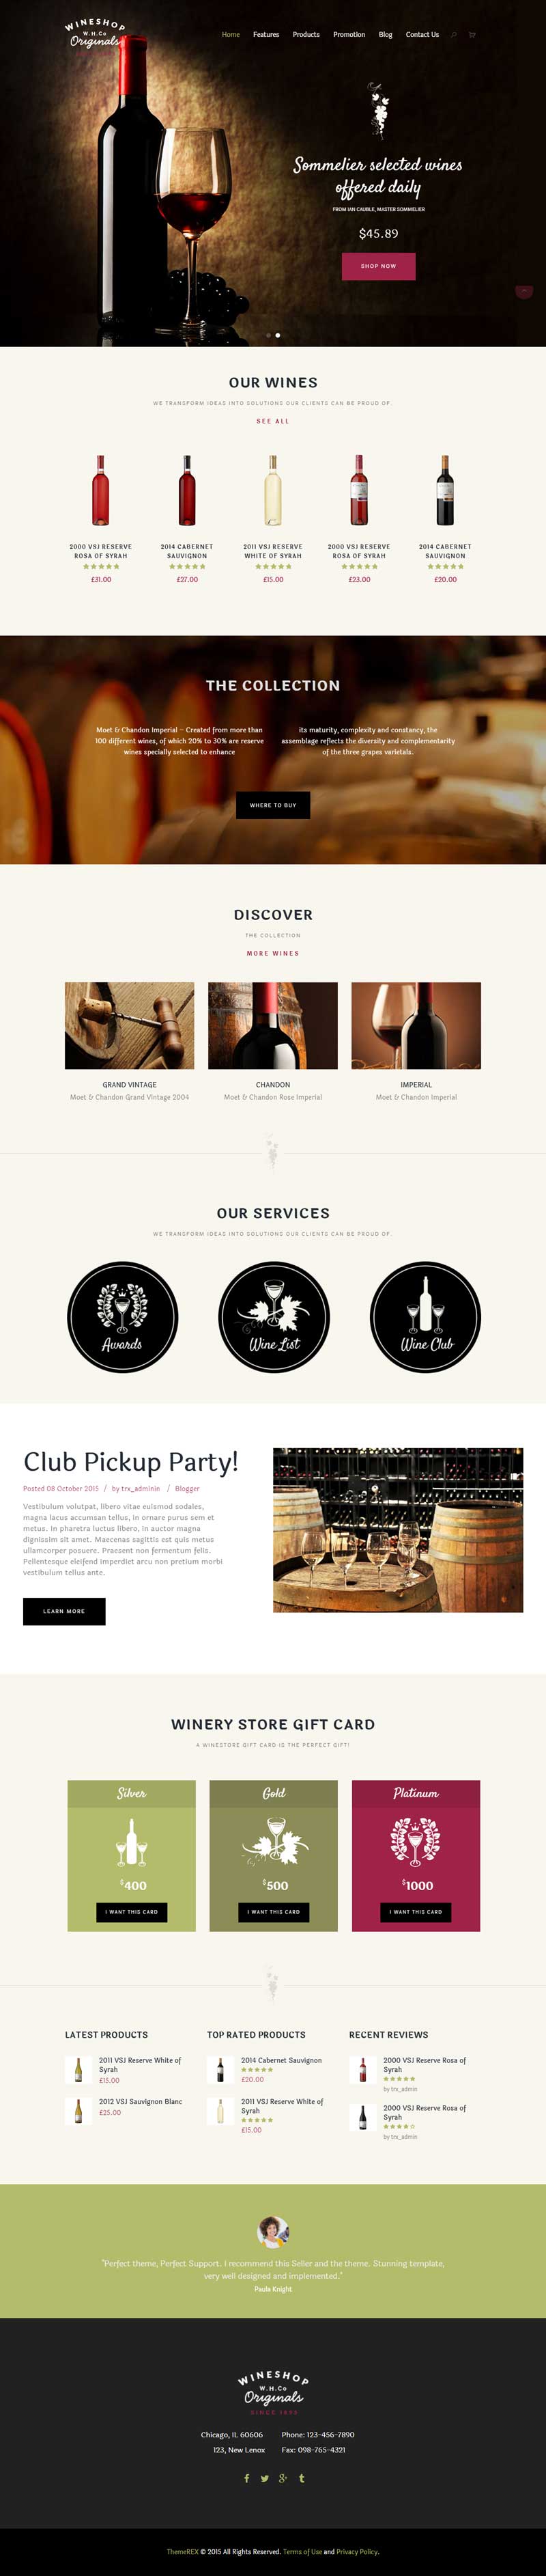 WINESHOP
W.H.Co
Originals
Home Features Products Promotion Blog Contact Us
Sommelier selected wines
offered daily
FROM IAN CAUBLE, MASTER SOMMELIER
$45.89
SHOP NOW
OUR WINES
WE TRANSFORM IDEAS INTO SOLUTIONS OUR CLIENTS CAN BE PROUD OF.
SEE ALL
2000 VSJ RESERVE
ROSA OF SYRAH
£31.00
2014 CABERNET
SAUVIGNON
£27.00
2011 VSJ RESERVE
WHITE OF SYRAH
£15.00
2000 VSJ RESERVE
ROSA OF SYRAH
£23.00
2014 CABERNET
SAUVIGNON
£20.00
THE COLLECTION
Moet & Chandon Imperial – Created from more than
100 different wines, of which 20% to 30% are reserve
wines specially selected to enhance
its maturity, complexity and constancy, the
assemblage reflects the diversity and complementarity
of the three grapes varietals.
WHERE TO BUY
DISCOVER
THE COLLECTION
MORE WINES
GRAND VINTAGE
Moet & Chandon Grand Vintage 2004
CHANDON
Moet & Chandon Rose Imperial
IMPERIAL
Moet & Chandon Imperial
OUR SERVICES
WE TRANSFORM IDEAS INTO SOLUTIONS OUR CLIENTS CAN BE PROUD OF.
Awards
Wine List
Wine Club
Club Pickup Party!
Posted 08 October 2015 / by trx_adminin / Blogger
Vestibulum volutpat, libero vitae euismod sodales,
magna lacus accumsan tellus, in ornare purus sem et
metus. In pharetra luctus libero, in auctor magna
dignissim sit amet. Maecenas sagittis est quis metus
ullamcorper posuere. Praesent non fermentum felis.
Pellentesque eleifend imperdiet arcu non pretium morbi
vestibulum tellus ante.
LEARN MORE
WINERY STORE GIFT CARD
A WINESTORE GIFT CARD IS THE PERFECT GIFT!
Silver
$400
I WANT THIS CARD
Gold
$500
I WANT THIS CARD
Platinum
$1000
I WANT THIS CARD
LATEST PRODUCTS
2011 VSJ Reserve White of
Syrah
£15.00
2012 VSJ Sauvignon Blanc
£25.00
TOP RATED PRODUCTS
2014 Cabernet Sauvignon
£20.00
2011 VSJ Reserve White of
Syrah
£15.00
RECENT REVIEWS
2000 VSJ Reserve Rosa of
Syrah
by trx_admin
2000 VSJ Reserve Rosa of
Syrah
by trx_admin
"Perfect theme, Perfect Support. I recommend this Seller and the theme. Stunning template,
very well designed and implemented."
Paula Knight
WINESHOP
W.H.Co
Originals
Chicago, IL 60606 Phone: 123-456-7890
123, New Lenox Fax: 098-765-4321
ThemeREX © 2015 All Rights Reserved. Terms of Use and Privacy Policy.